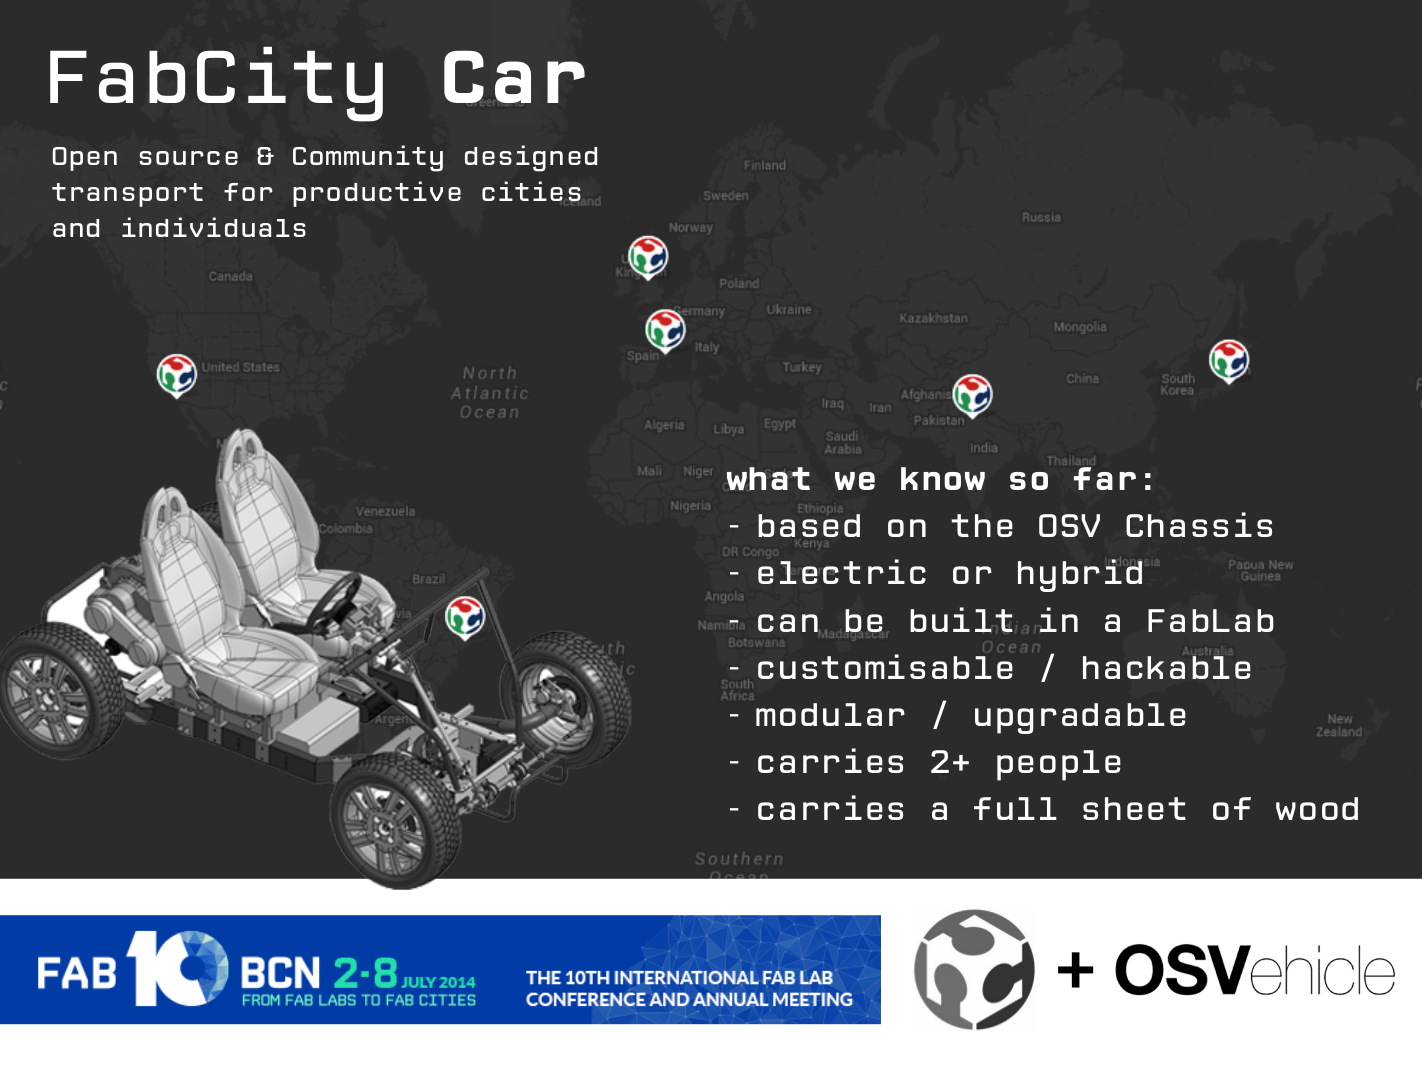 FabCity Car
Open source & Community designed
transport for productive cities
and individuals
Greenland
Iceland
Finland
Sweden
Norway
Russia
Canada
Poland
Germany
Ukraine
Kazakhstan
Mongolia
United States
Spain
Italy
Turkey
China
South
Korea
North
Atlantic
Ocean
Iraq
Iran
Pakistan
Algeria
Libya
Egypt
Saudi
Arabia
India
Thailand
Mali
Niger
Nigeria
Ethiopia
Kenya
DR Congo
Angola
Namibia
Botswana
Madagascar
South
Africa
Venezuela
Colombia
Brazil
Indonesia
Papua New
Guinea
Indian
Ocean
Australia
New
Zealand
what we know so far:
- based on the OSV Chassis
- electric or hybrid
- can be built in a FabLab
- customisable / hackable
- modular / upgradable
- carries 2+ people
- carries a full sheet of wood
Southern
Ocean
FAB 10 BCN 2-8 JULY 2014
FROM FAB LABS TO FAB CITIES
THE 10TH INTERNATIONAL FAB LAB
CONFERENCE AND ANNUAL MEETING
+ OSVehicle